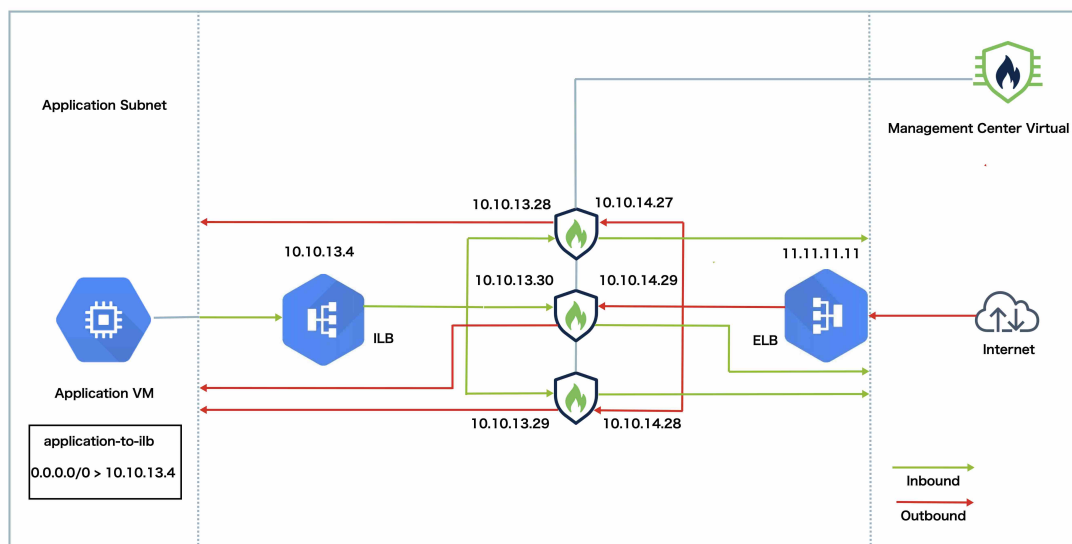 Application Subnet
Management Center Virtual
10.10.13.28
10.10.14.27
10.10.13.4
11.11.11.11
10.10.13.30
10.10.14.29
ILB
ELB
Internet
Application VM
10.10.13.29
10.10.14.28
application-to-ilb
0.0.0.0/0 > 10.10.13.4
Inbound
Outbound